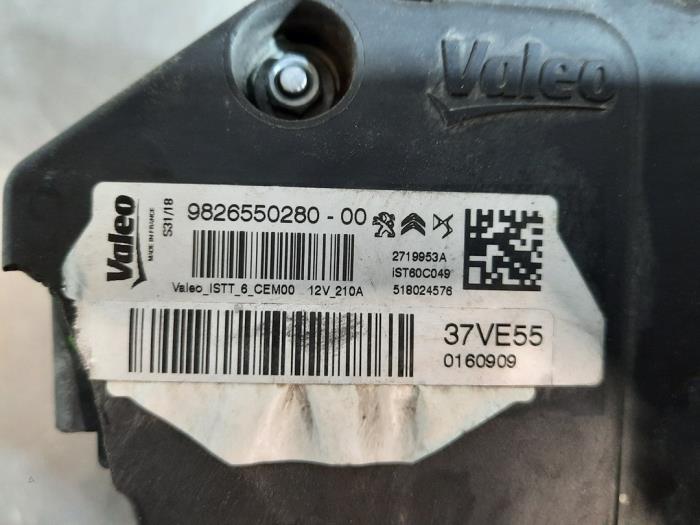 Valeo
Valeo
MADE IN FRANCE
S31/18
9826550280-00
2719953A
iST60C049
518024576
Valeo_ISTT_6_CEM00 12V_210A
37VE55
0160909